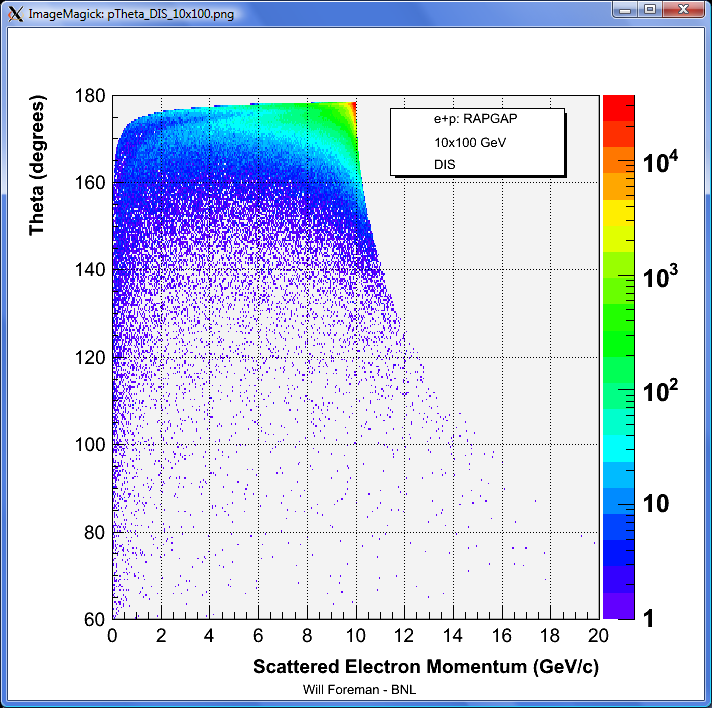 ImageMagick: pTheta_DIS_10x100.png
Theta (degrees)
180
160
140
120
100
80
60
e+p: RAPGAP
10x100 GeV
DIS
10^4
10^3
10^2
10
1
0 2 4 6 8 10 12 14 16 18 20
Scattered Electron Momentum (GeV/c)
Will Foreman - BNL